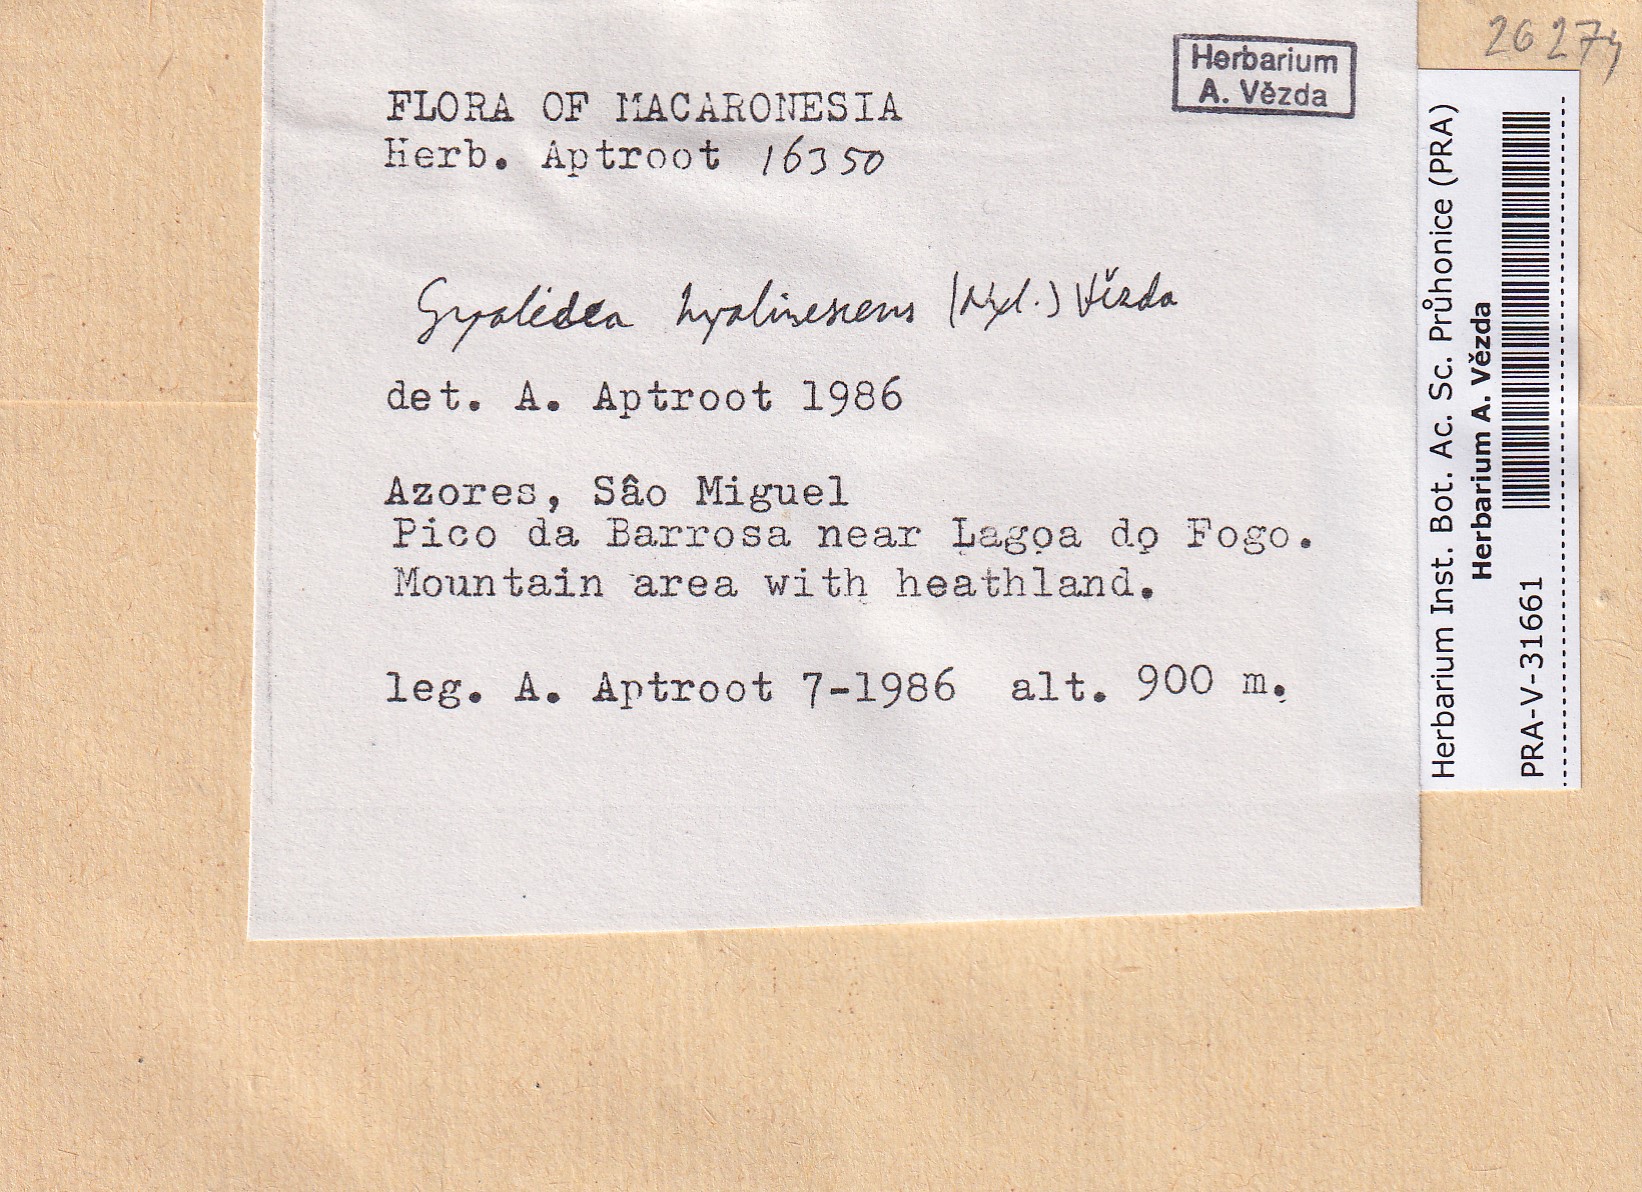 26274
Herbarium
A. Vězda
FLORA OF MACARONESIA
Herb. Aptroot 16350
Gyalidea hyalinescens (Nyl.) Vězda
det. A. Aptroot 1986
Azores, Sâo Miguel
Pico da Barrosa near Lagoa do Fogo.
Mountain area with heathland.
leg. A. Aptroot 7-1986 alt. 900 m.
Herbarium Inst. Bot. Ac. Sc. Průhonice (PRA)
Herbarium A. Vězda
PRA-V-31661